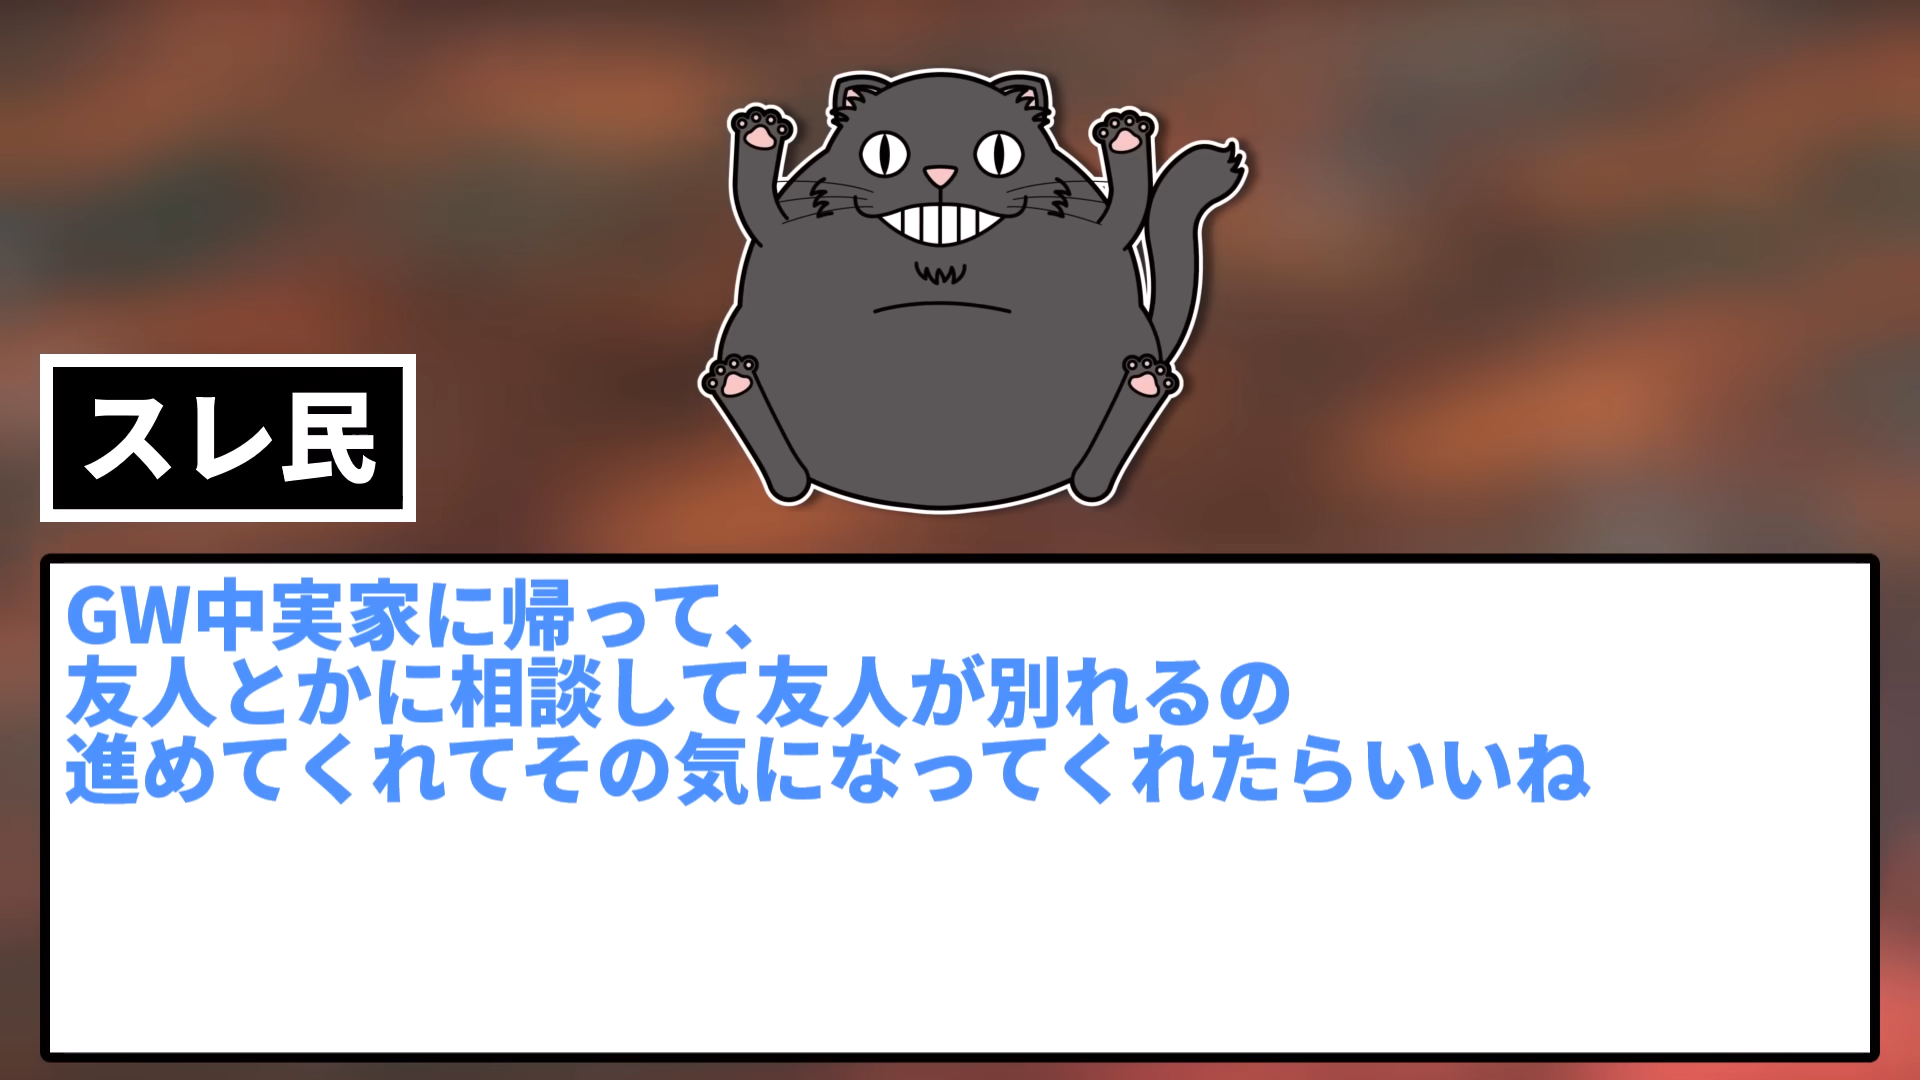 スレ民
GW中実家に帰って、
友人とかに相談して友人が別れるの
進めてくれてその気になってくれたらいいね